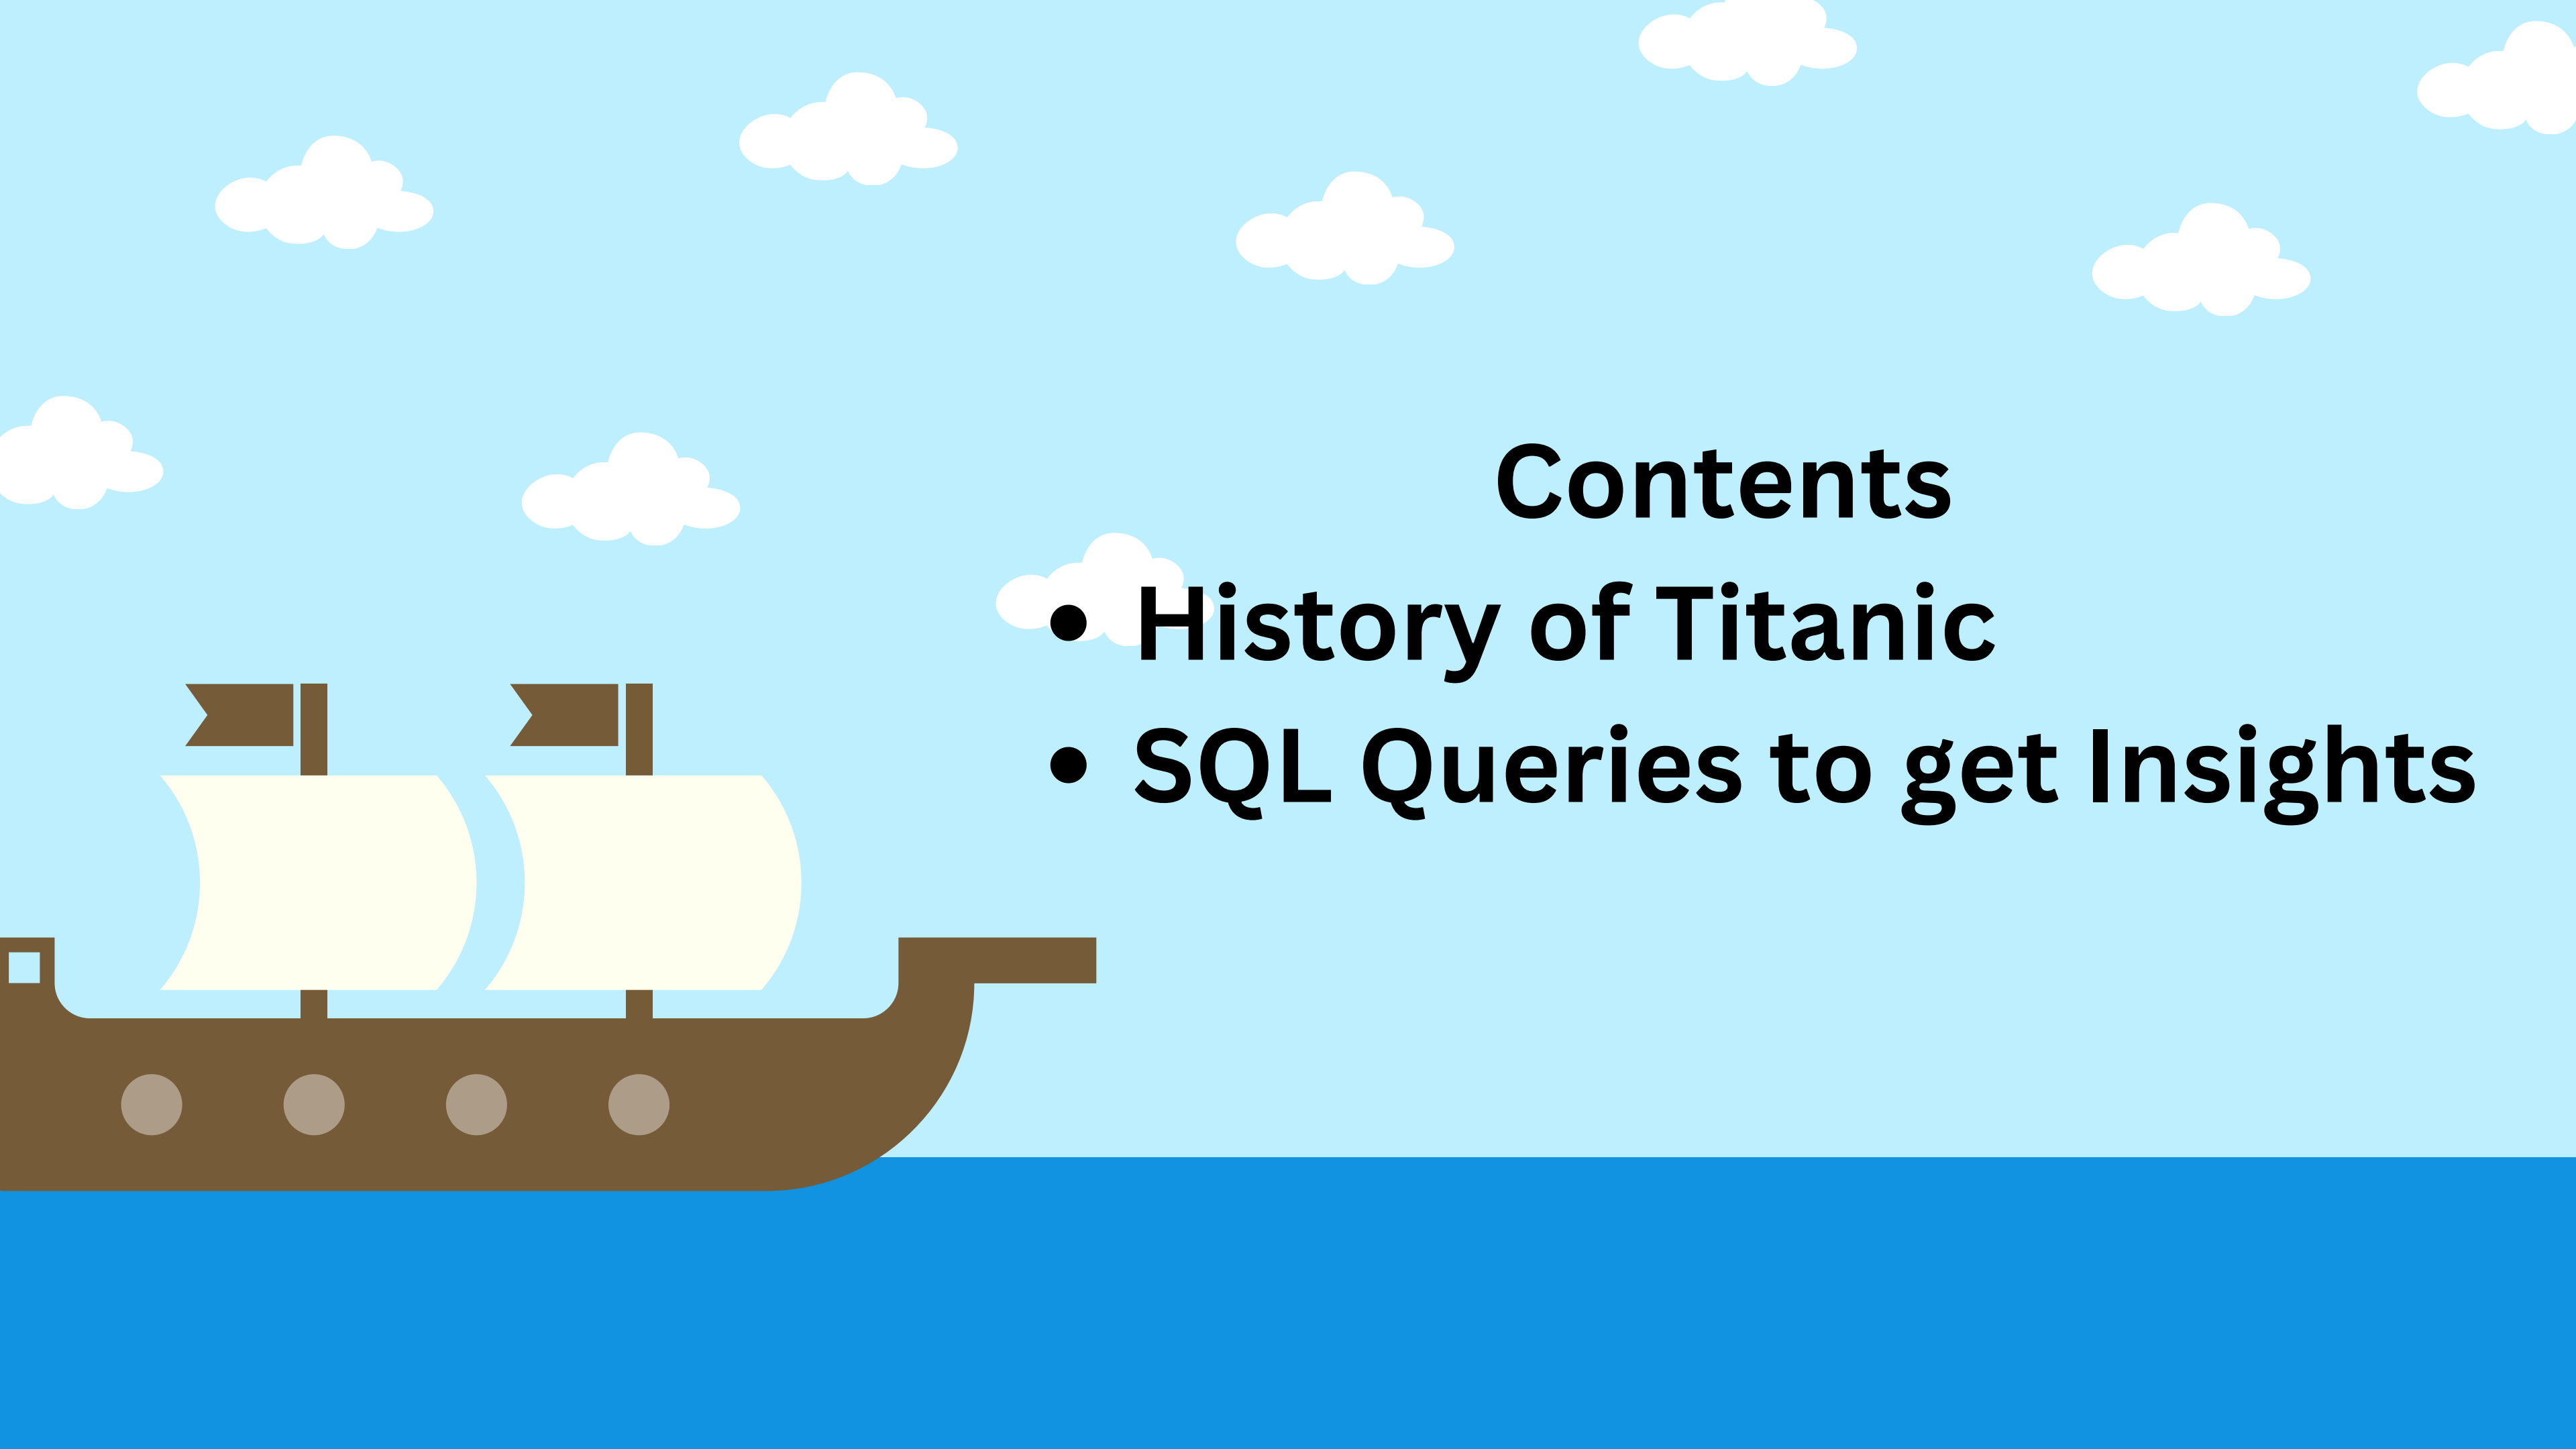 Contents
• History of Titanic
• SQL Queries to get Insights